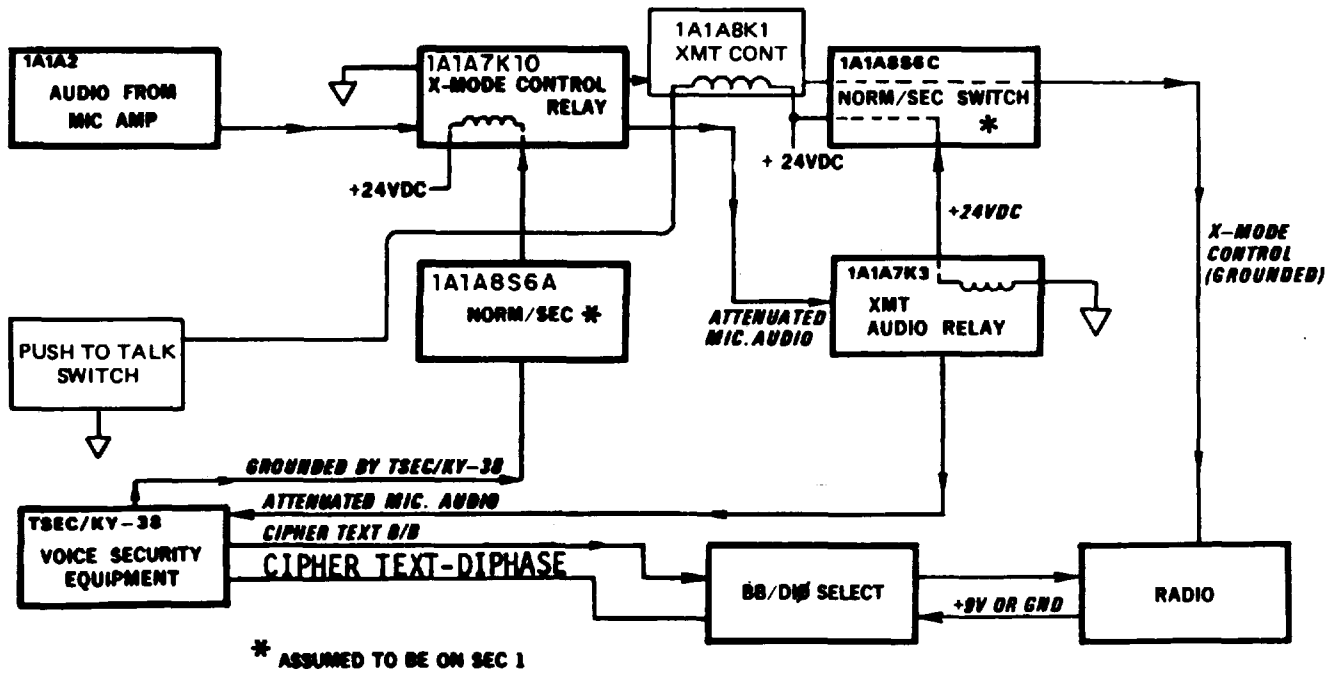 1A1A2
AUDIO FROM
MIC AMP
1A1A7K10
X-MODE CONTROL
RELAY
+24VDC
1A1A8K1
XMT CONT
+ 24VDC
1A1A8S6C
NORM/SEC SWITCH
*
+24VDC
X-MODE
CONTROL
(GROUNDED)
1A1A8S6A
NORM/SEC *
ATTENUATED
MIC. AUDIO
1A1A7K3
XMT
AUDIO RELAY
PUSH TO TALK
SWITCH
GROUNDED BY TSEC/KY-38
ATTENUATED MIC. AUDIO
CIPHER TEXT B/B
CIPHER TEXT-DIPHASE
TSEC/KY-38
VOICE SECURITY
EQUIPMENT
BB/DIØ SELECT
+9V OR GND
RADIO
* ASSUMED TO BE ON SEC 1